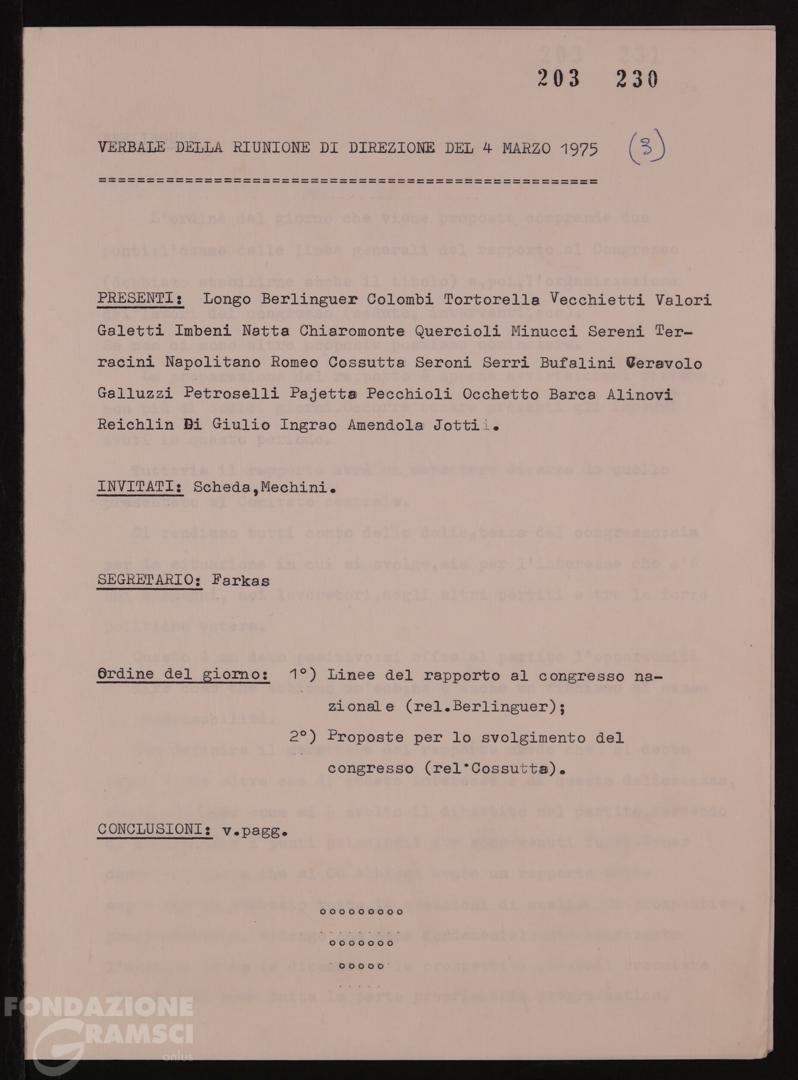 203 230
VERBALE DELLA RIUNIONE DI DIREZIONE DEL 4 MARZO 1975 (3)
====================================================
PRESENTI: Longo Berlinguer Colombi Tortorella Vecchietti Valori
Galetti Imbeni Natta Chiaromonte Quercioli Minucci Sereni Ter-
racini Napolitano Romeo Cossutta Seroni Serri Bufalini Ceravolo
Galluzzi Petroselli Pajetta Pecchioli Occhetto Barca Alinovi
Reichlin Di Giulio Ingrao Amendola Jotti.
INVITATI: Scheda,Mechini.
SEGRETARIO: Farkas
Ordine del giorno: 1°) Linee del rapporto al congresso na-
zionale (rel.Berlinguer);
2°) Proposte per lo svolgimento del
congresso (rel.Cossutta).
CONCLUSIONI: v.pagg.
ooooooooo
ooooooo
ooooo
FONDAZIONE
GRAMSCI
onlus